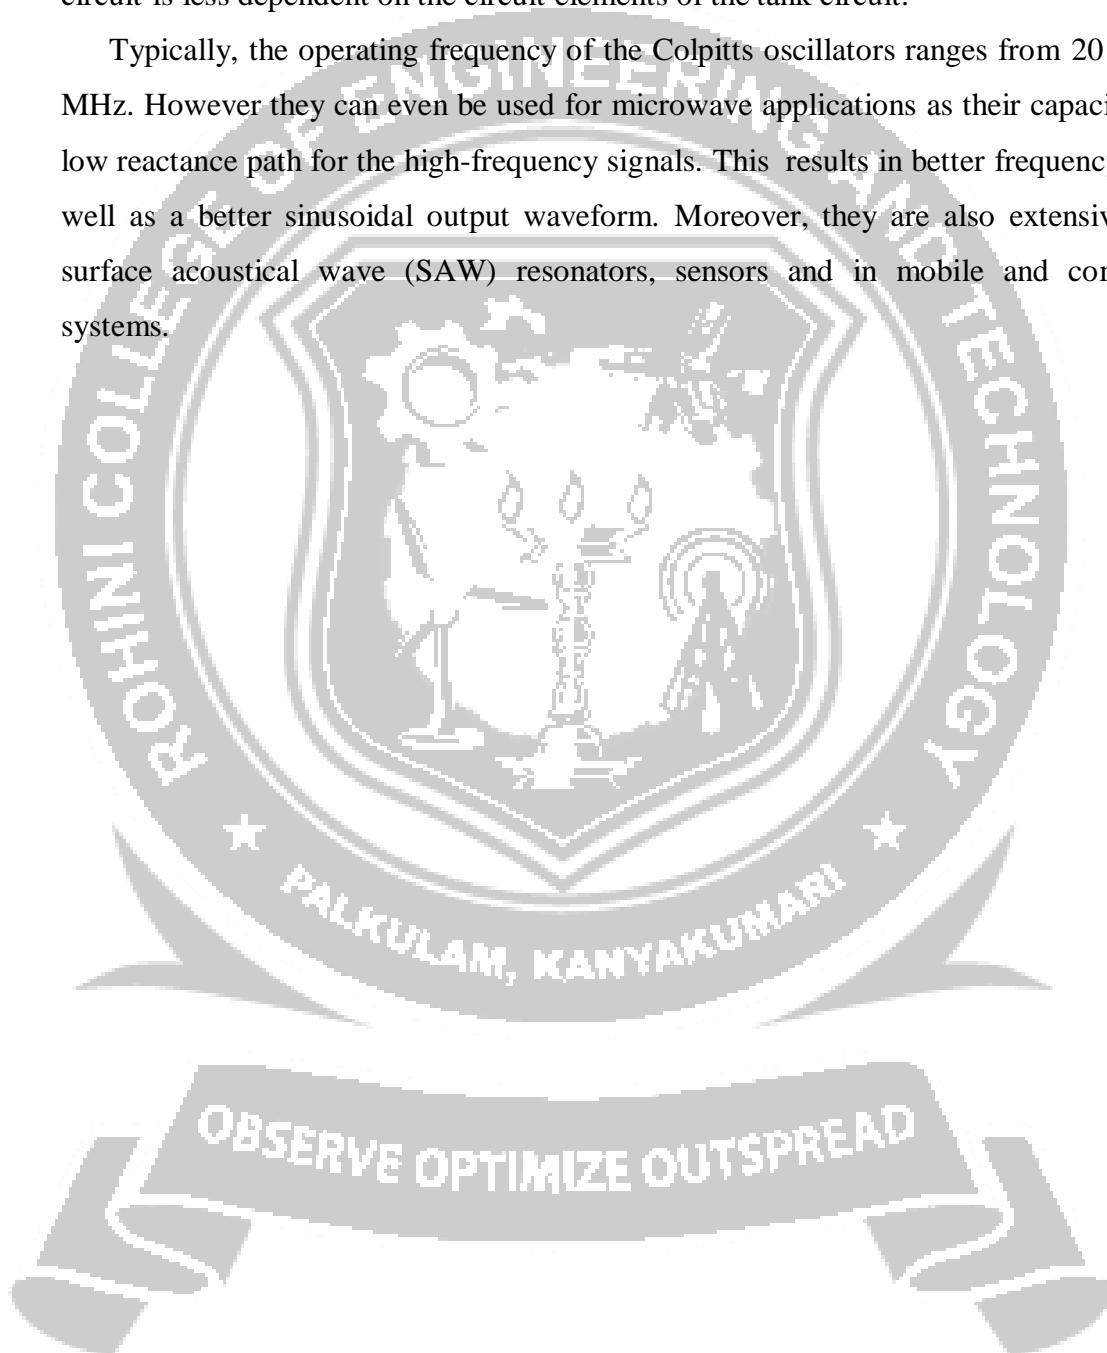 circuit is less dependent on the circuit elements of the tank circuit.
Typically, the operating frequency of the Colpitts oscillators ranges from 20
MHz. However they can even be used for microwave applications as their
low reactance path for the high-frequency signals. This results in better
well as a better sinusoidal output waveform. Moreover, they are also
surface acoustical wave (SAW) resonators, sensors and in mobile and
systems.
ROHINI COLLEGE OF ENGINEERING AND TECHNOLOGY
PALKULAM, KANYAKUMARI
OBSERVE OPTIMIZE OUTSPREAD